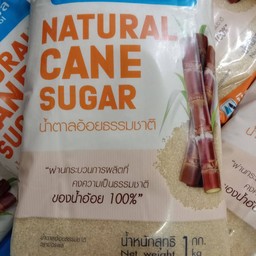 NATURAL
CANE
SUGAR
น้ำตาลอ้อยธรรมชาติ
"ผ่านกระบวนการผลิตที่
คงความเป็นธรรมชาติ
ของน้ำอ้อย 100%"
น้ำหนักสุทธิ 1 กก.
Net weight kg